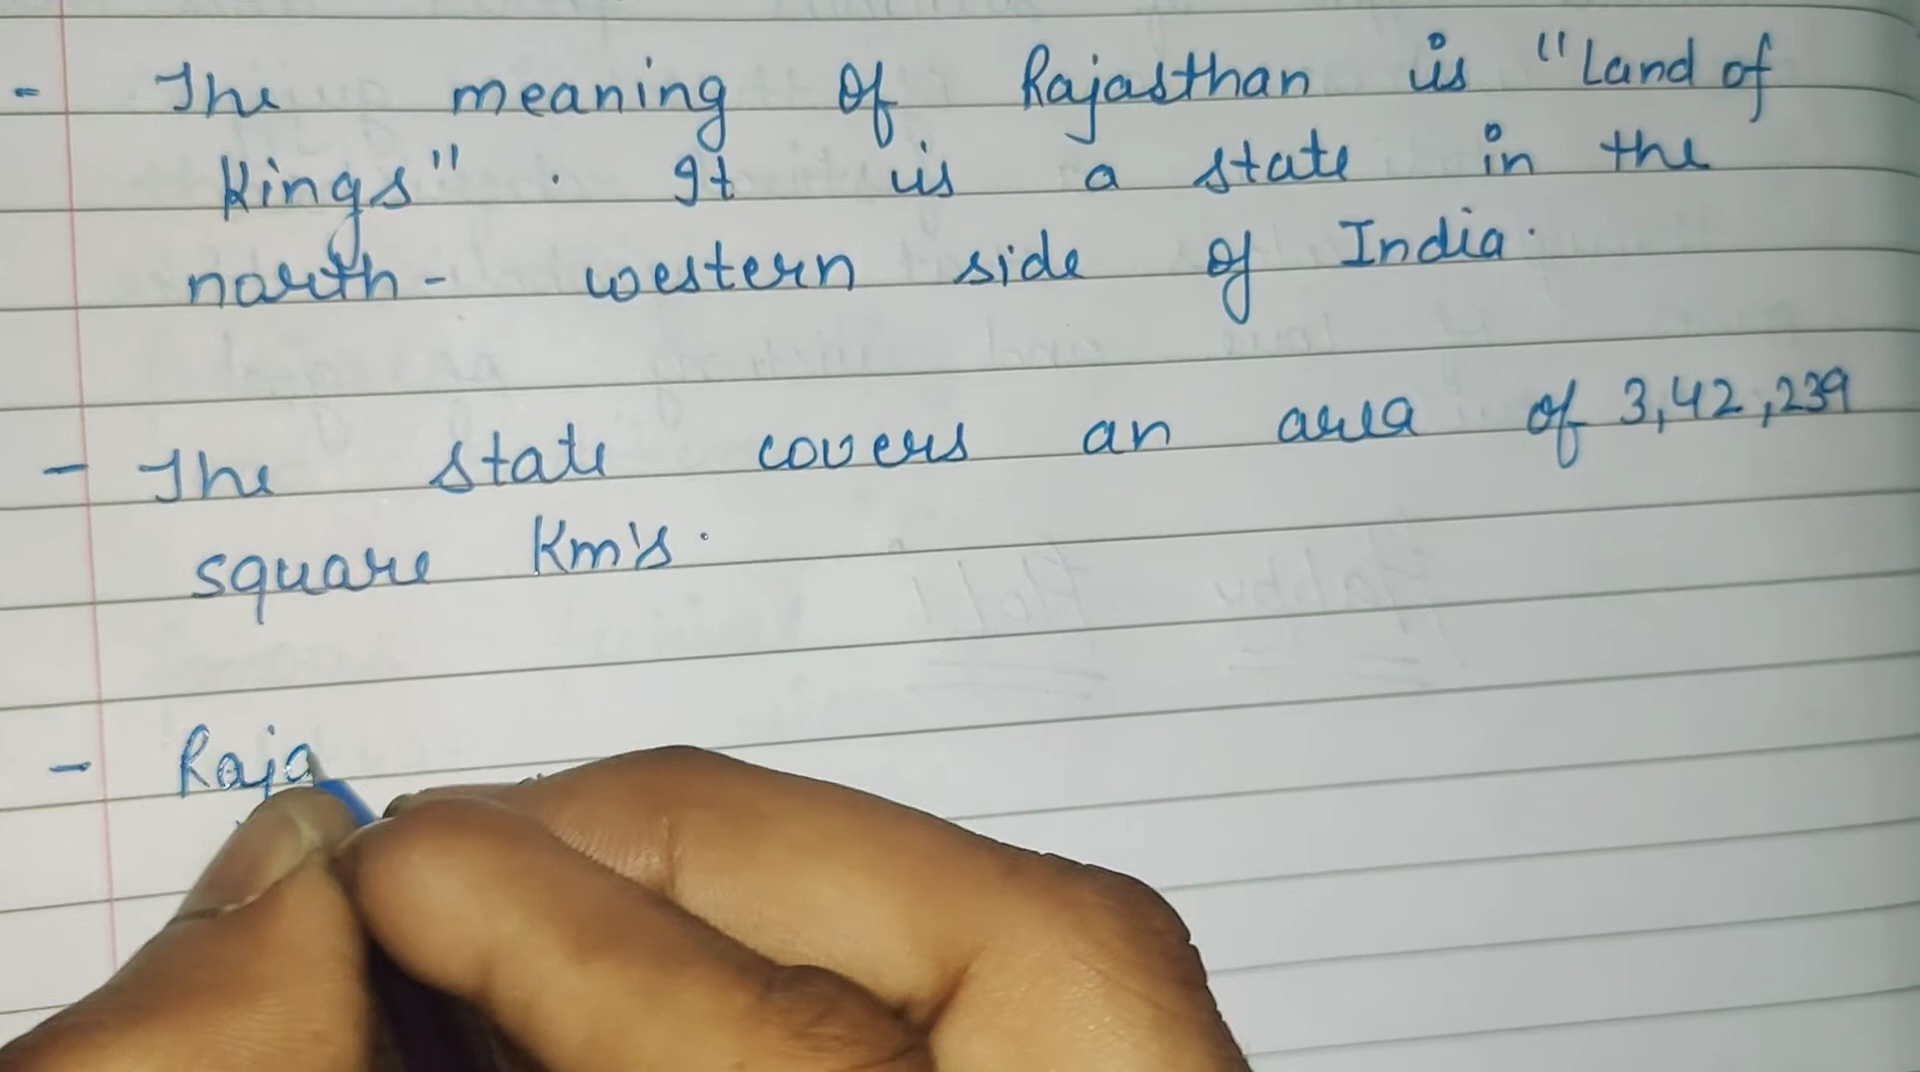 - The meaning of Rajasthan is "Land of
Kings". It is a state in the
north- western side of India.
- The state covers an area of 3,42,239
square Km's.
- Raja